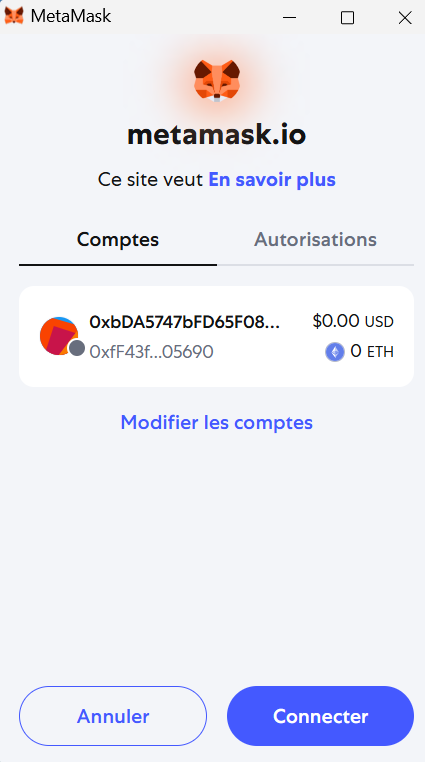 MetaMask
metamask.io
Ce site veut En savoir plus
Comptes
Autorisations
0xbDA5747bFD65F08...
$0.00 USD
0xfF43f...05690
0 ETH
Modifier les comptes
Annuler
Connecter